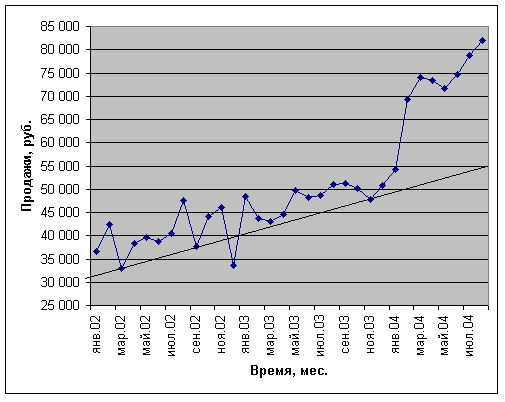 85 000
80 000
75 000
70 000
65 000
60 000
55 000
50 000
45 000
40 000
35 000
30 000
25 000
Продажи, руб.
янв.02
мар.02
май.02
июл.02
сен.02
ноя.02
янв.03
мар.03
май.03
июл.03
сен.03
ноя.03
янв.04
мар.04
май.04
июл.04
Время, мес.